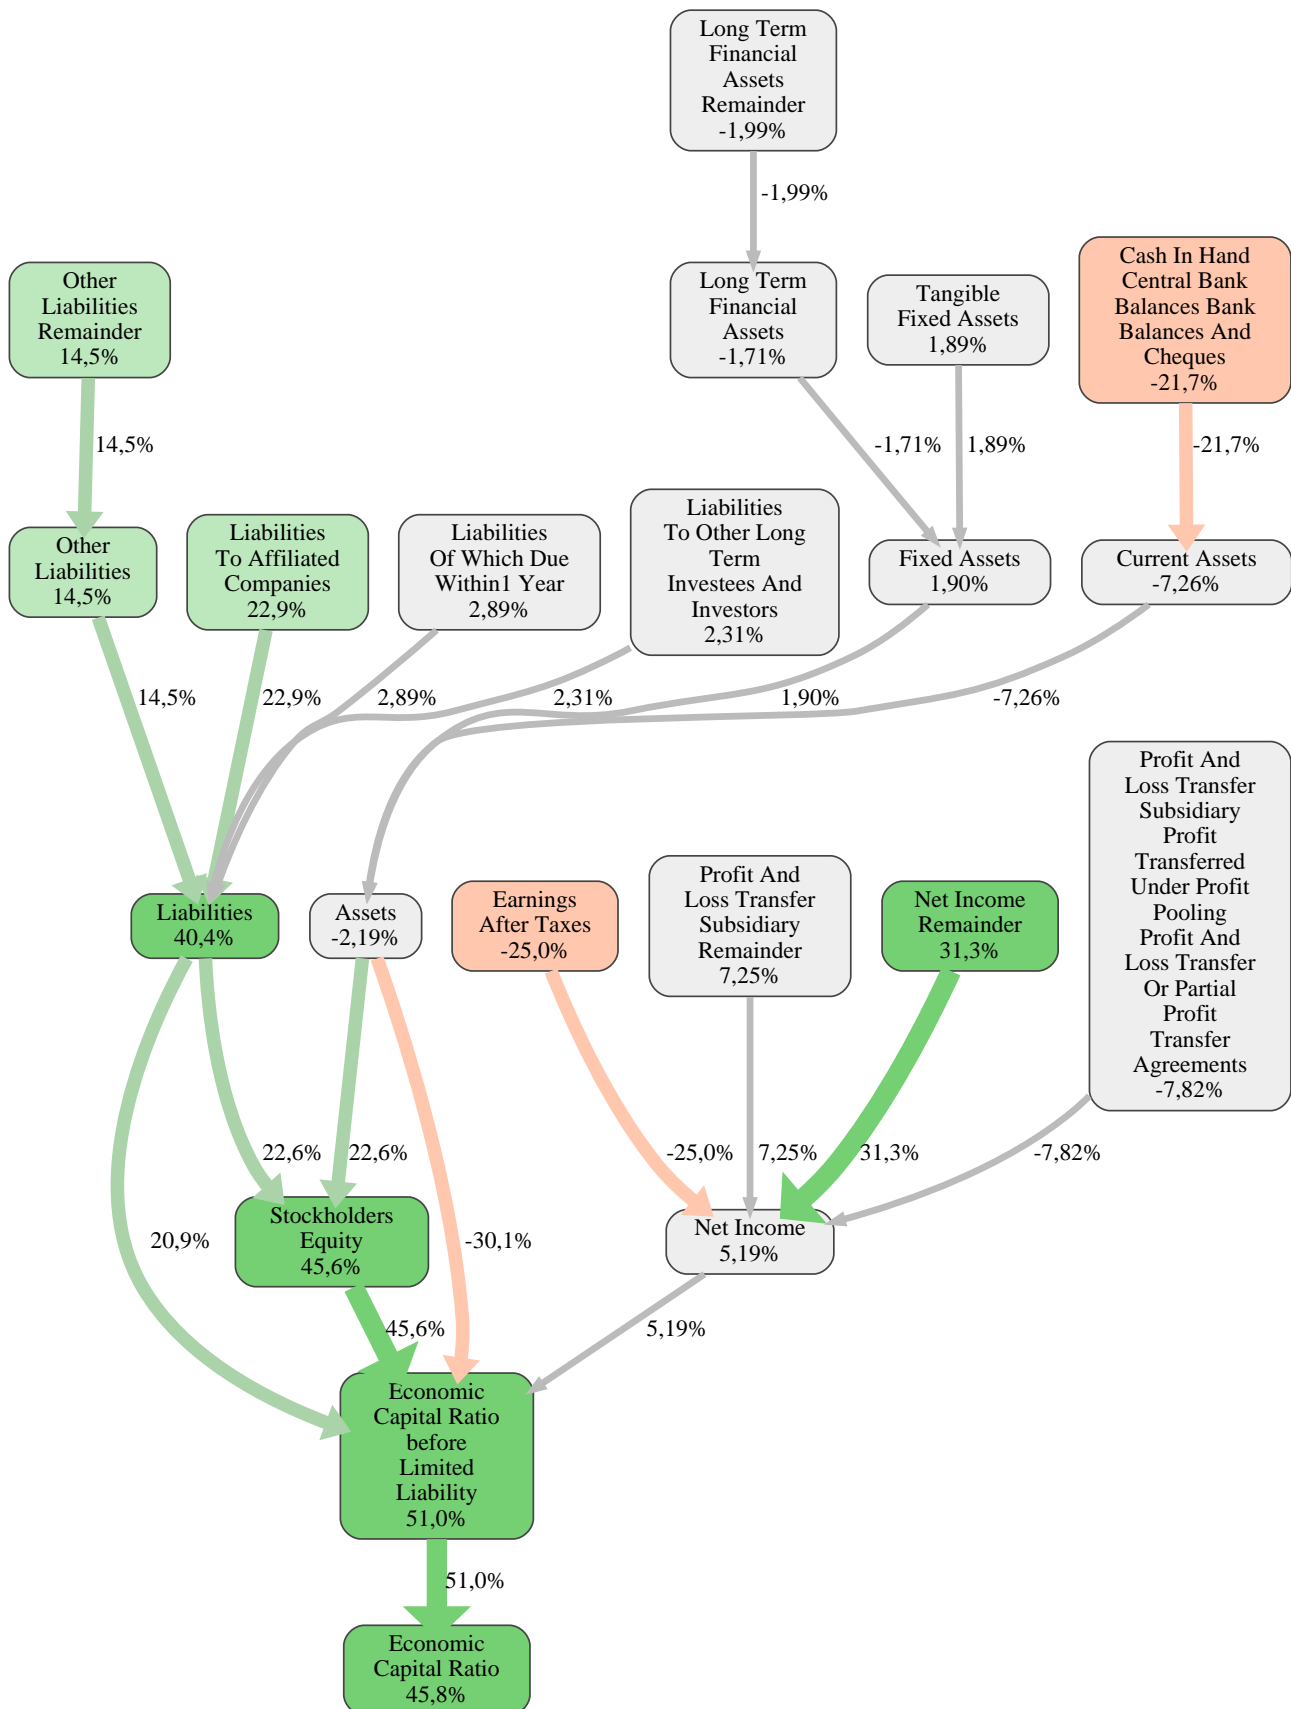 Long Term
Financial
Assets
Remainder
-1,99%
-1,99%
Other
Liabilities
Remainder
14,5%
Long Term
Financial
Assets
-1,71%
Tangible
Fixed Assets
1,89%
Cash In Hand
Central Bank
Balances Bank
Balances And
Cheques
-21,7%
14,5%
-1,71%
1,89%
-21,7%
Other
Liabilities
14,5%
Liabilities
To Affiliated
Companies
22,9%
Liabilities
Of Which Due
Within1 Year
2,89%
Liabilities
To Other Long
Term
Investees And
Investors
2,31%
Fixed Assets
1,90%
Current Assets
-7,26%
14,5%
22,9%
2,89%
2,31%
1,90%
-7,26%
Profit And
Loss Transfer
Subsidiary
Profit
Transferred
Under Profit
Pooling
Profit And
Loss Transfer
Or Partial
Profit
Transfer
Agreements
-7,82%
Liabilities
40,4%
Assets
-2,19%
Earnings
After Taxes
-25,0%
Profit And
Loss Transfer
Subsidiary
Remainder
7,25%
Net Income
Remainder
31,3%
22,6%
22,6%
-25,0%
7,25%
31,3%
-7,82%
Stockholders
Equity
45,6%
Net Income
5,19%
20,9%
-30,1%
45,6%
5,19%
Economic
Capital Ratio
before
Limited
Liability
51,0%
51,0%
Economic
Capital Ratio
45,8%